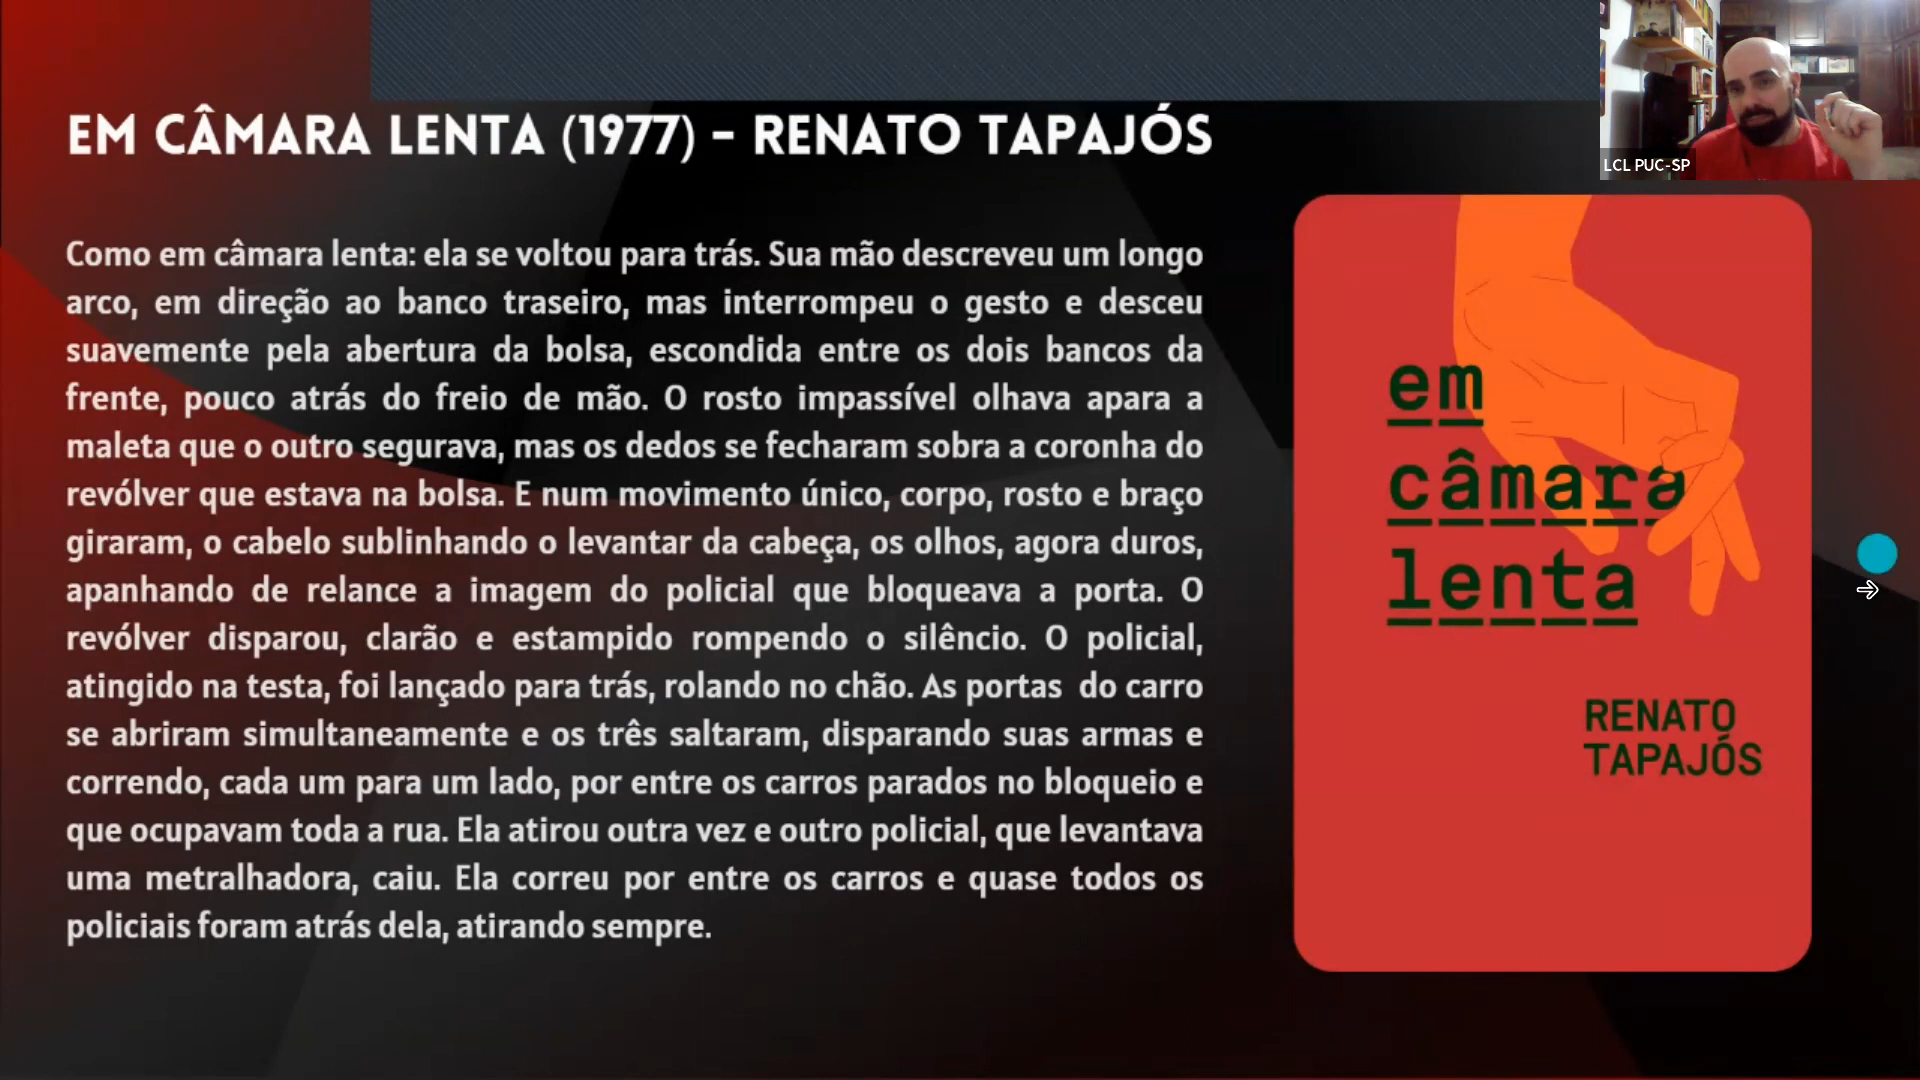 EM CÂMARA LENTA (1977) - RENATO TAPAJÓS
LCL PUC-SP
Como em câmara lenta: ela se voltou para trás. Sua mão descreveu um longo
arco, em direção ao banco traseiro, mas interrompeu o gesto e desceu
suavemente pela abertura da bolsa, escondida entre os dois bancos da
frente, pouco atrás do freio de mão. O rosto impassível olhava apara a
maleta que o outro segurava, mas os dedos se fecharam sobra a coronha do
revólver que estava na bolsa. E num movimento único, corpo, rosto e braço
giraram, o cabelo sublinhando o levantar da cabeça, os olhos, agora duros,
apanhando de relance a imagem do policial que bloqueava a porta. O
revólver disparou, clarão e estampido rompendo o silêncio. O policial,
atingido na testa, foi lançado para trás, rolando no chão. As portas  do carro
se abriram simultaneamente e os três saltaram, disparando suas armas e
correndo, cada um para um lado, por entre os carros parados no bloqueio e
que ocupavam toda a rua. Ela atirou outra vez e outro policial, que levantava
uma metralhadora, caiu. Ela correu por entre os carros e quase todos os
policiais foram atrás dela, atirando sempre.
em
câmara
lenta
RENATO
TAPAJÓS